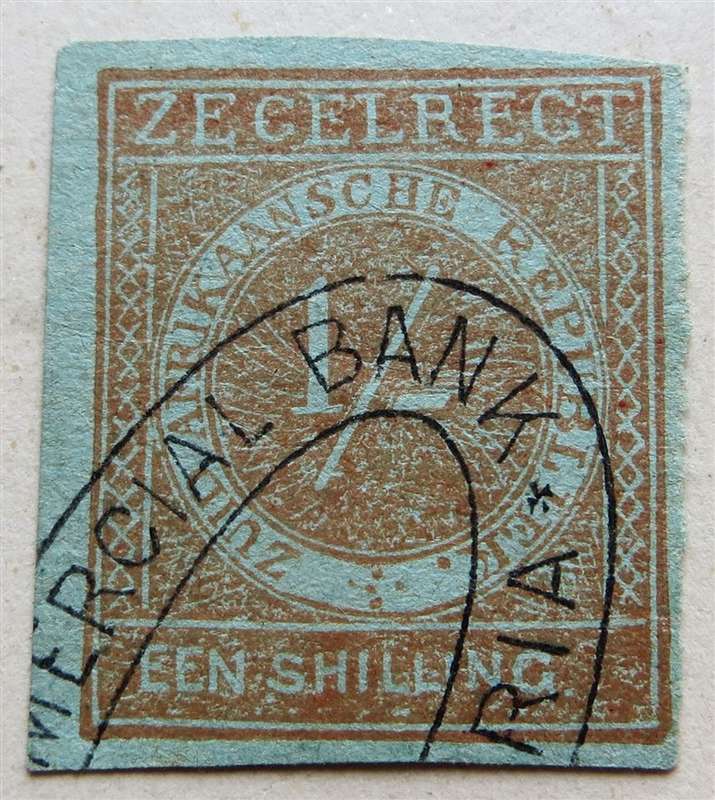 ZEGELREGT
ZUID AFRIKAANSCHE REPUBLIEK
1/-
EEN SHILLING
MERCIAL BANK * RIA